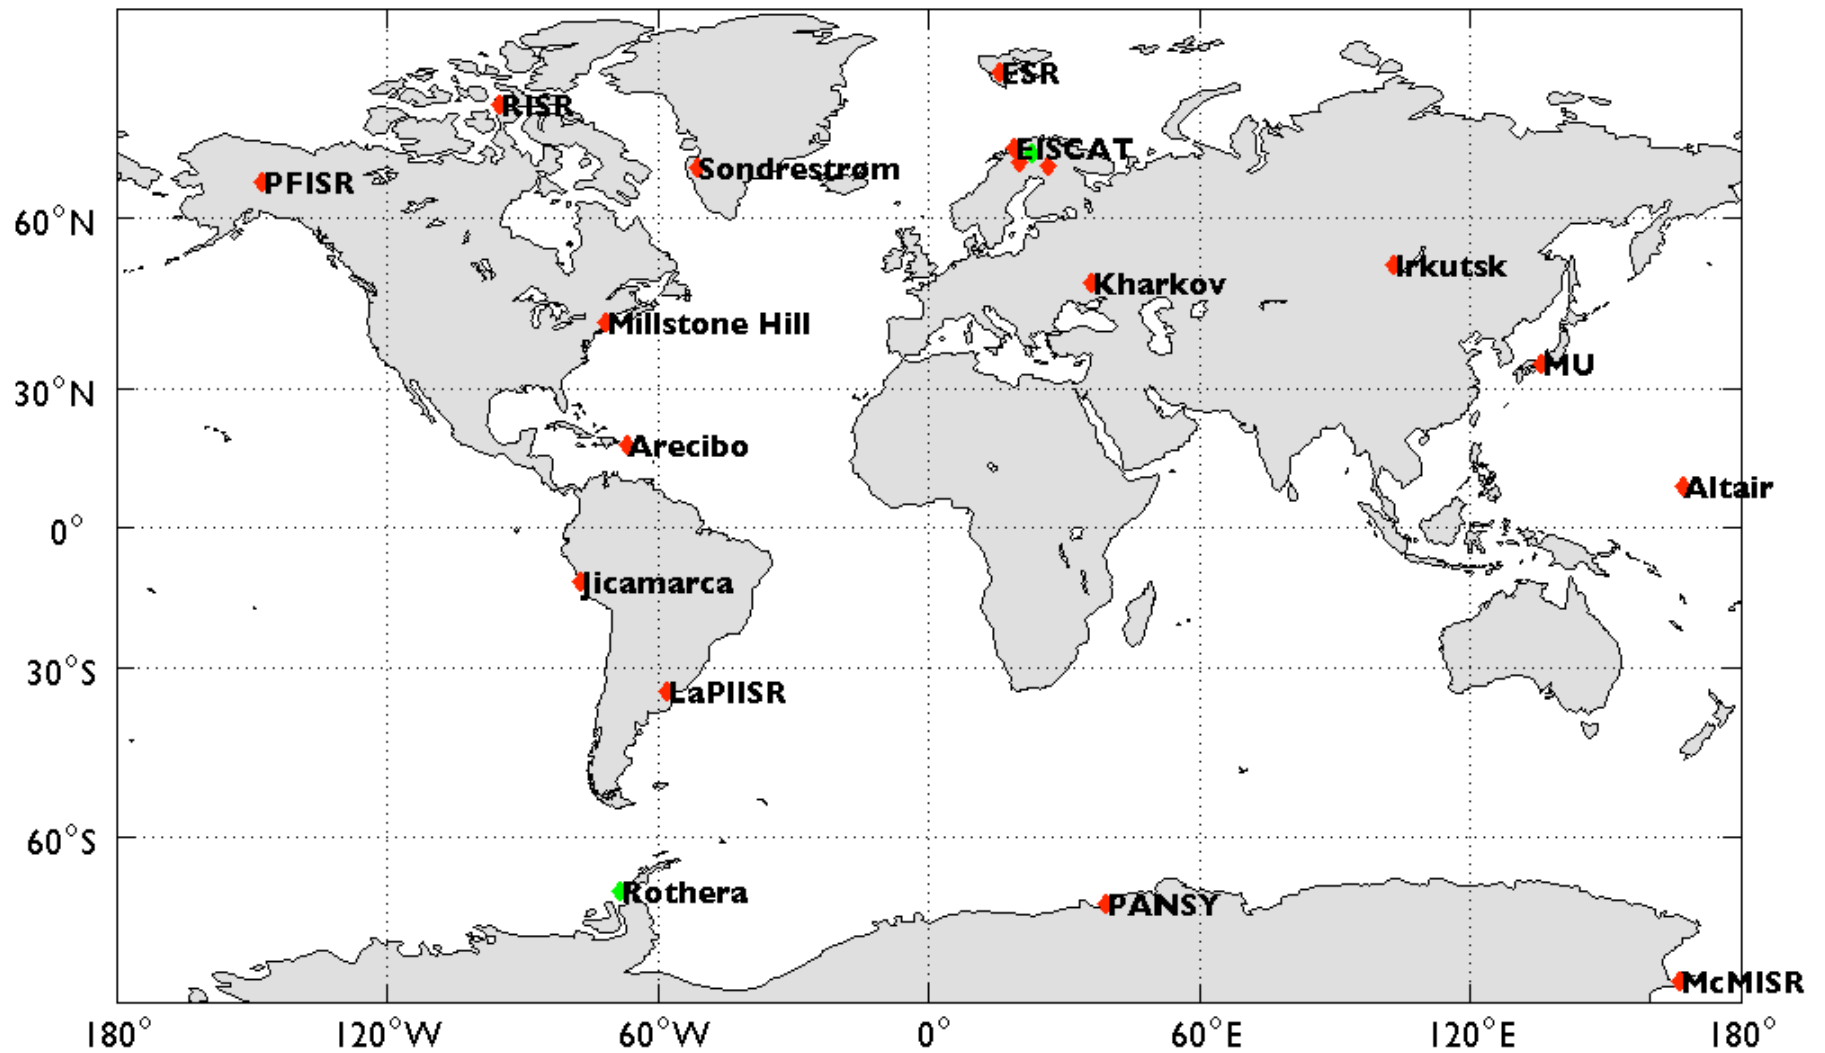 ESR
RISR
EISCAT
Sondrestrøm
PFISR
60°N
Irkutsk
Kharkov
Millstone Hill
MU
30°N
Arecibo
Altair
0°
Jicamarca
30°S
LaPlISR
60°S
Rothera
PANSY
McMISR
180° 120°W 60°W 0° 60°E 120°E 180°